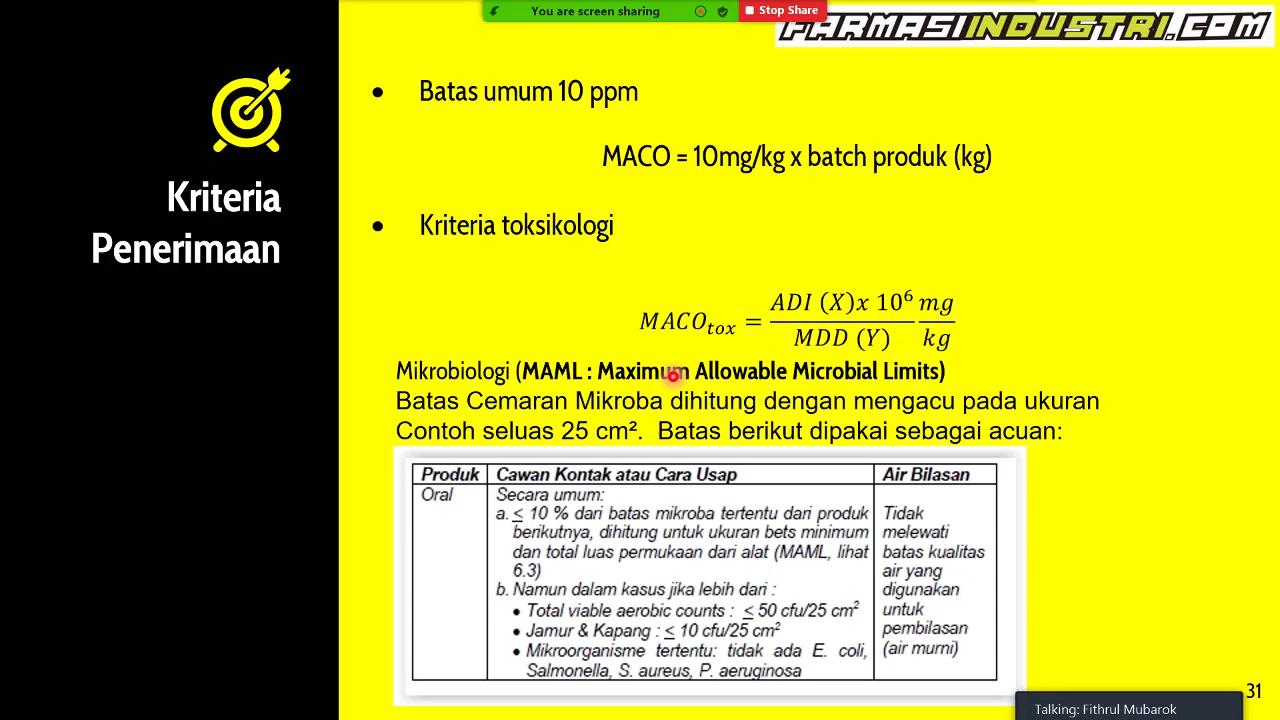 You are screen sharing
Stop Share
FARMASIINDUSTRI.COM
Kriteria
Penerimaan
• Batas umum 10 ppm
MACO = 10mg/kg x batch produk (kg)
• Kriteria toksikologi
MACO_tox = ADI (X)x 10⁶ / MDD (Y) mg/kg
Mikrobiologi (MAML : Maximum Allowable Microbial Limits)
Batas Cemaran Mikroba dihitung dengan mengacu pada ukuran
Contoh seluas 25 cm². Batas berikut dipakai sebagai acuan:
Produk Cawan Kontak atau Cara Usap Air Bilasan
Oral
Secara umum:
a. ≤ 10 % dari batas mikroba tertentu dari produk
berikutnya, dihitung untuk ukuran bets minimum
dan total luas permukaan dari alat (MAML, lihat
6.3)
b. Namun dalam kasus jika lebih dari :
• Total viable aerobic counts : ≤ 50 cfu/25 cm²
• Jamur & Kapang : ≤ 10 cfu/25 cm²
• Mikroorganisme tertentu: tidak ada E. coli,
Salmonella, S. aureus, P. aeruginosa
Tidak
melewati
batas kualitas
air yang
digunakan
untuk
pembilasan
(air murni)
31
Talking: Fithrul Mubarok